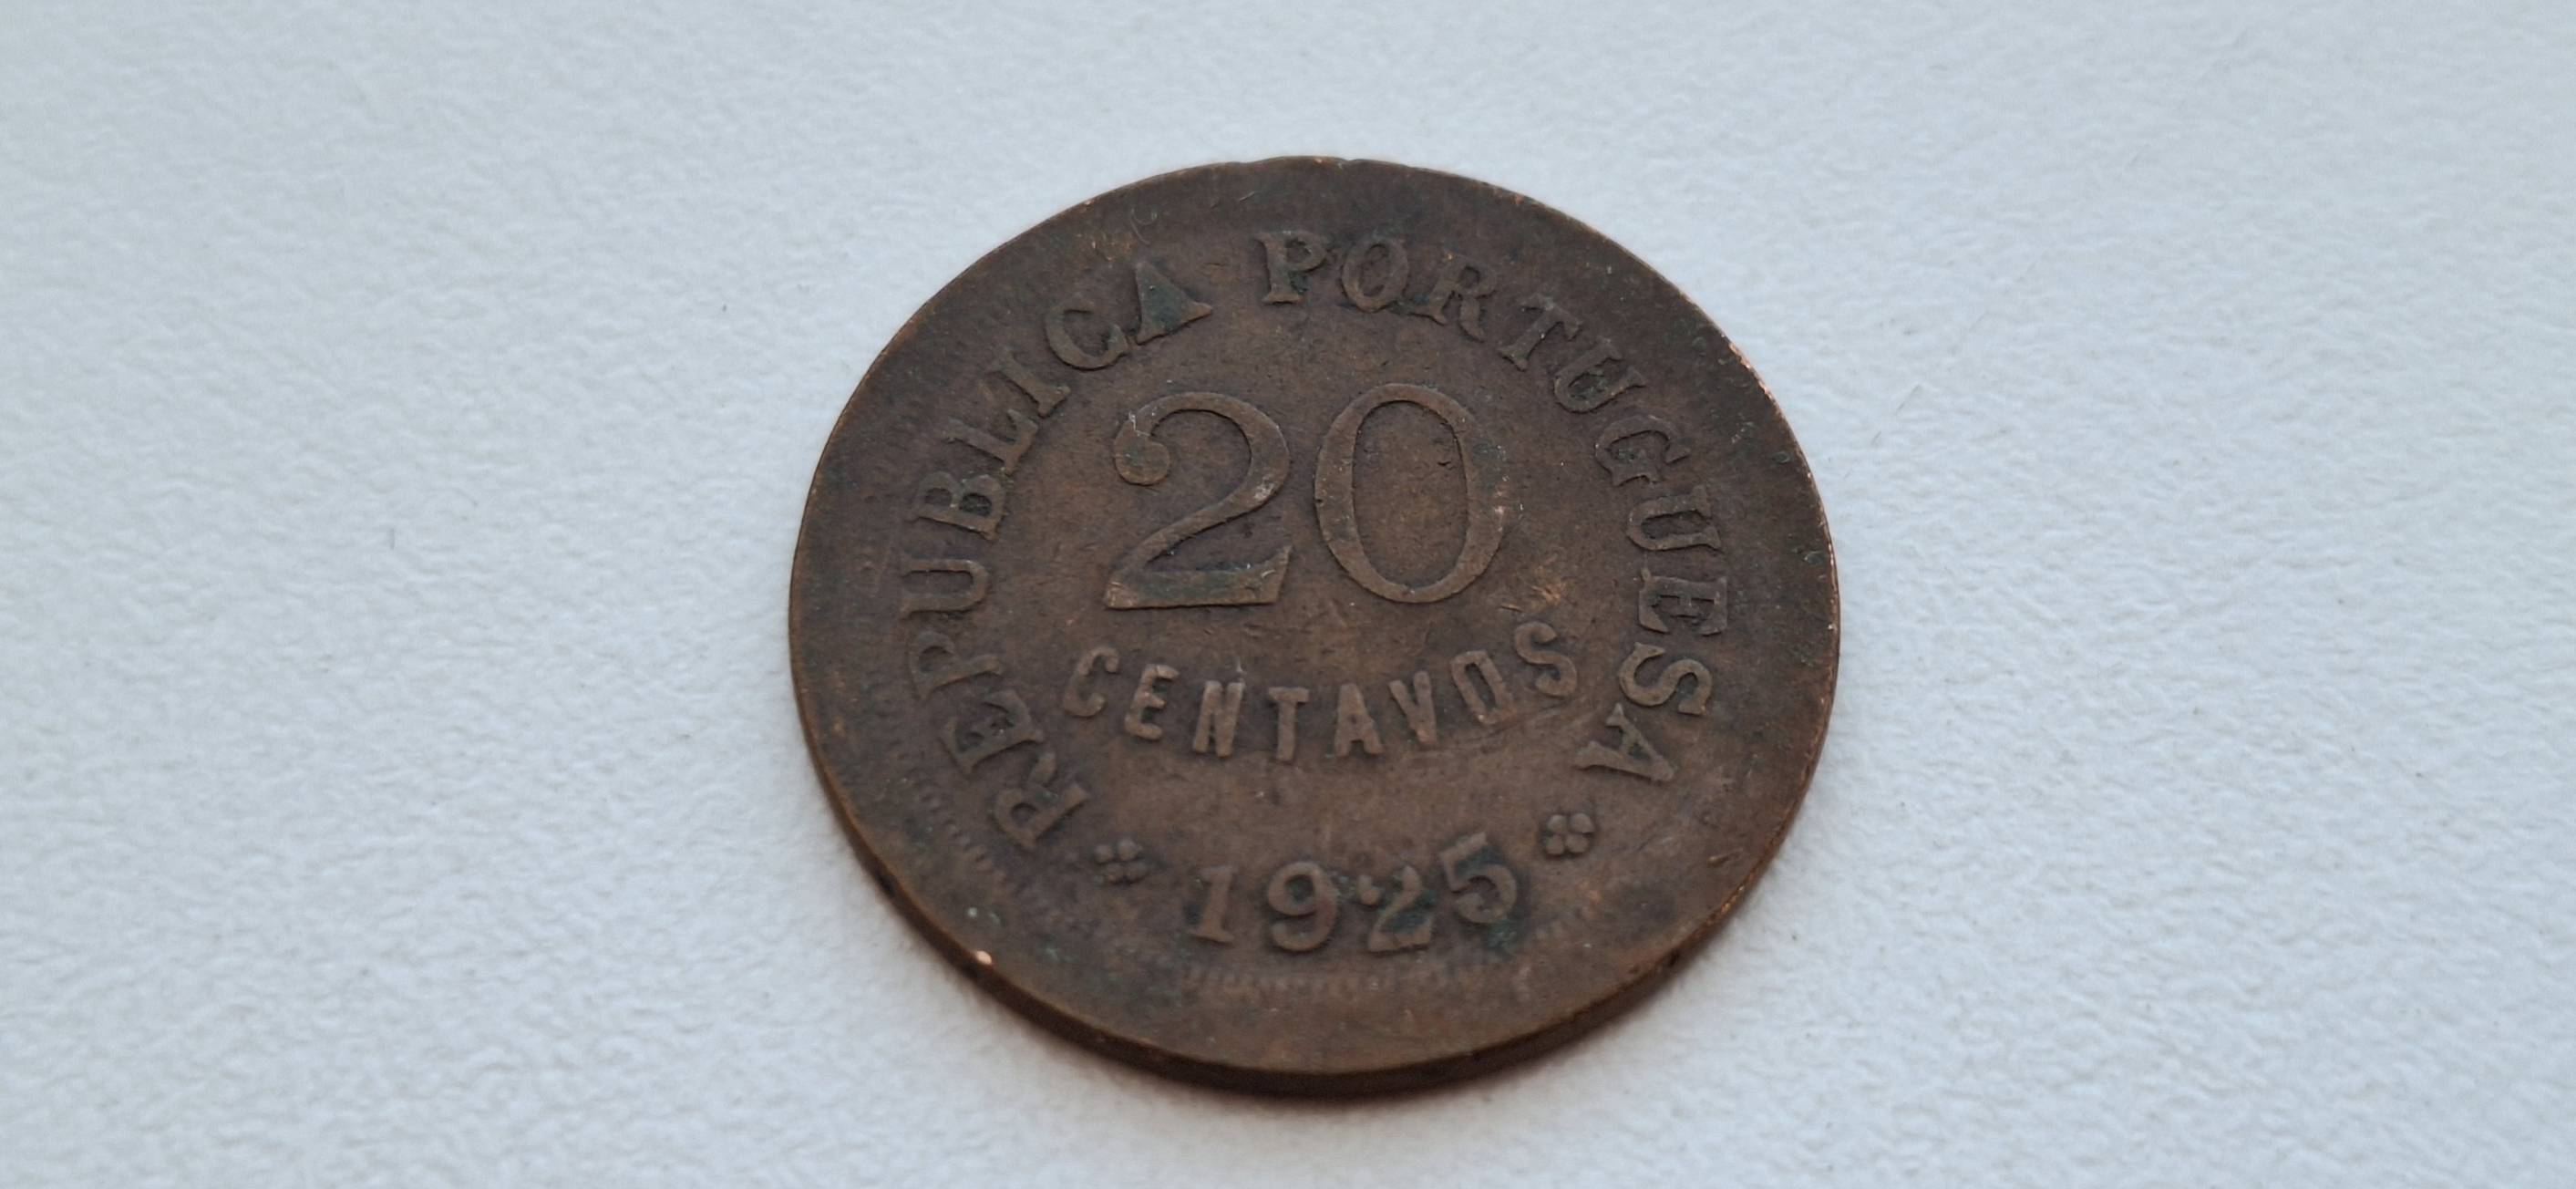 REPUBLICA PORTUGUESA
20
CENTAVOS
1925